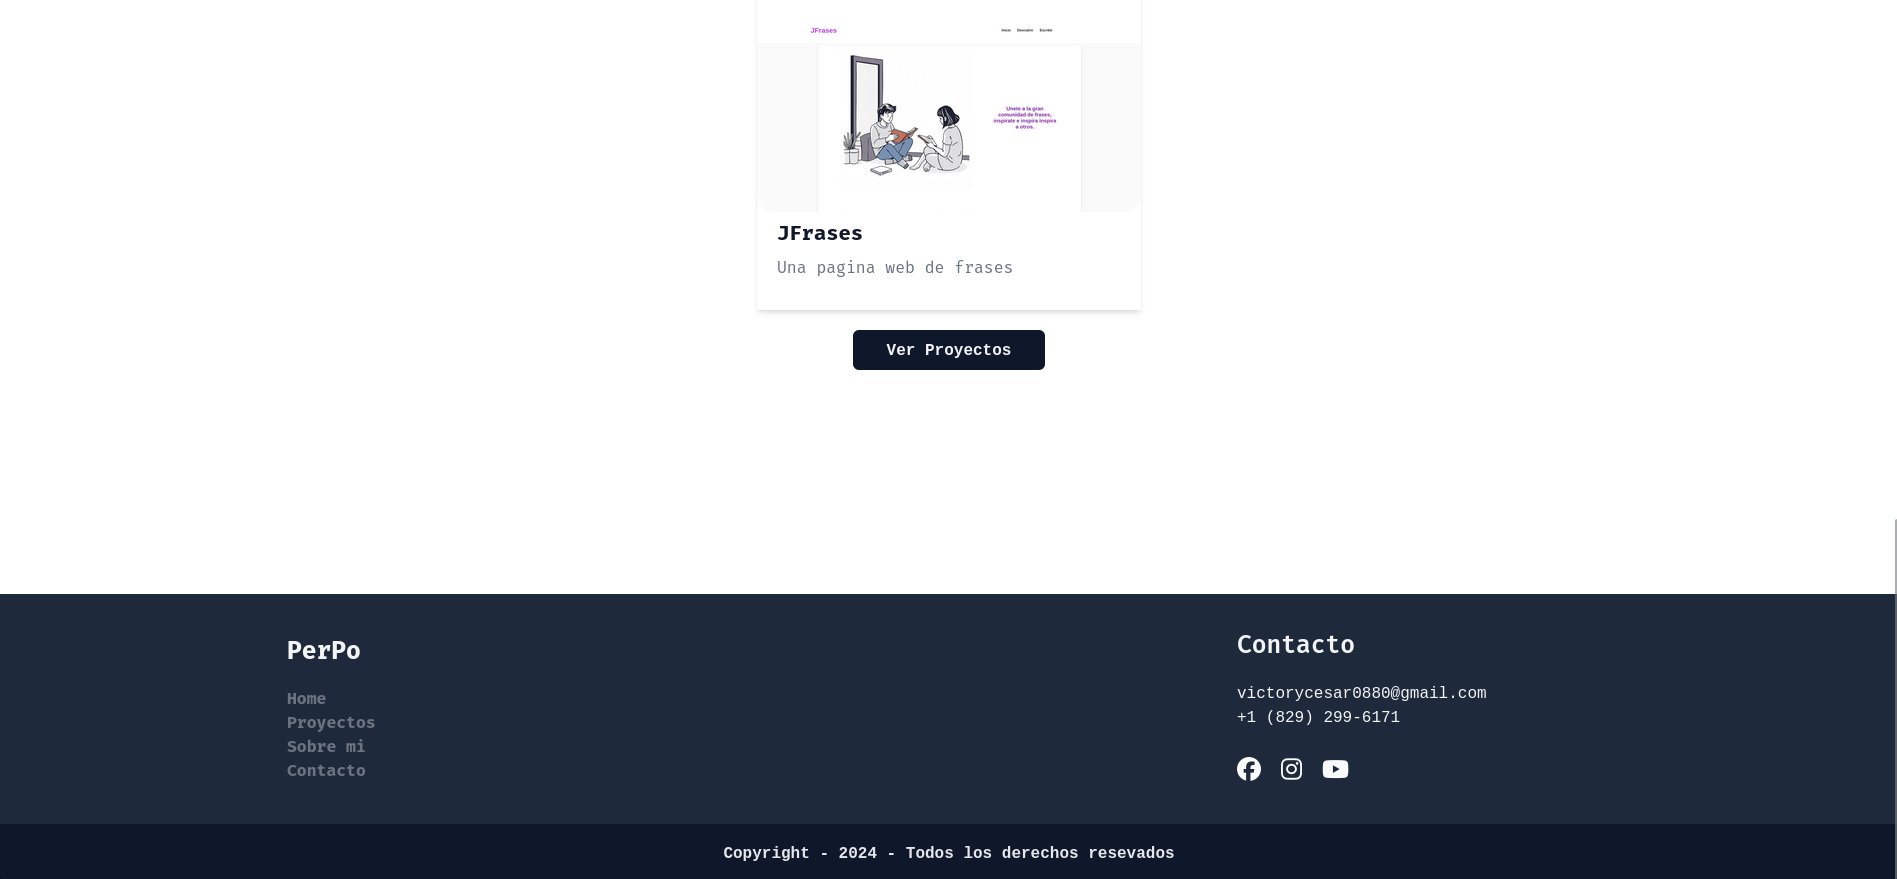 JFrases
Inicio Descubrir Escribir
Unete a la gran
comunidad de frases,
inspirate e inspira inspira
a otros.
JFrases
Una pagina web de frases
Ver Proyectos
PerPo
Home
Proyectos
Sobre mi
Contacto
Contacto
victorycesar0880@gmail.com
+1 (829) 299-6171
Copyright - 2024 - Todos los derechos resevados